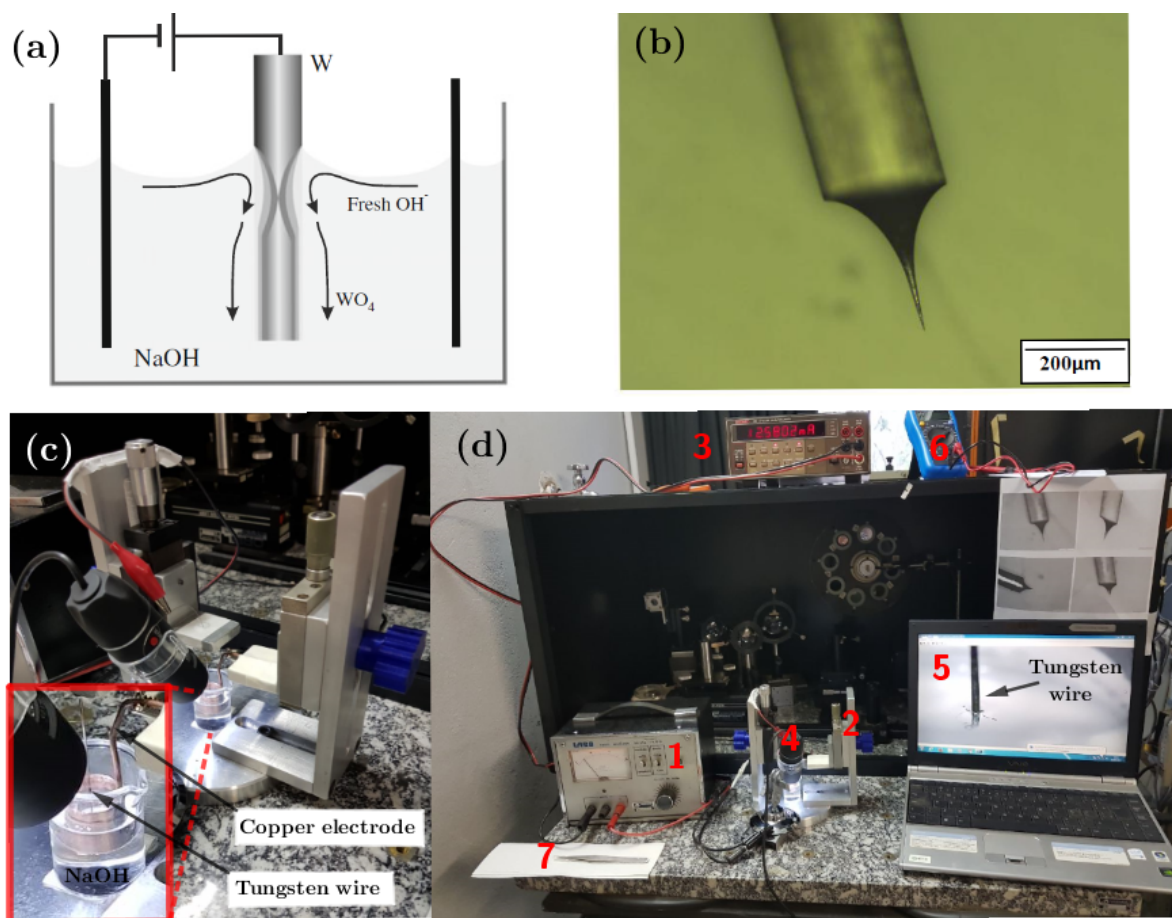 (a)
W
Fresh OH⁻
WO₄
NaOH
(b)
200μm
(c)
Copper electrode
Tungsten wire
NaOH
(d)
3
6
5
Tungsten
wire
1
2
4
7
VAIO